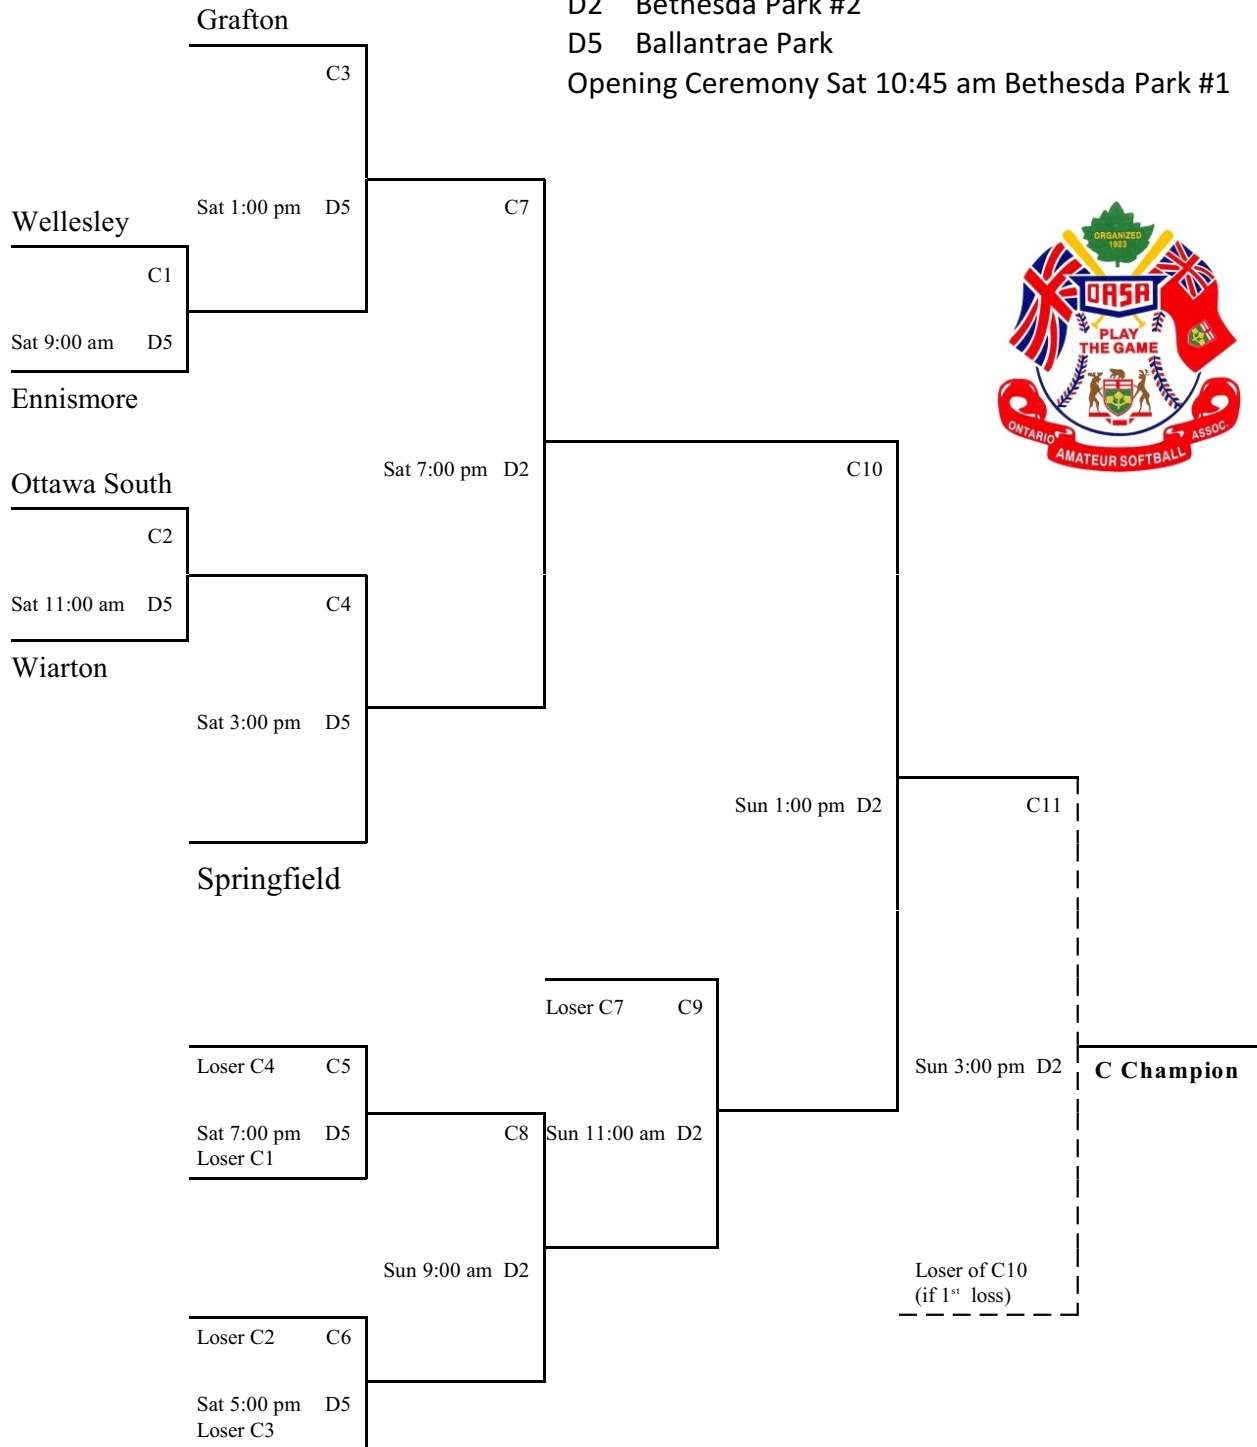 D2 Bethesda Park #2
D5 Ballantrae Park
Opening Ceremony Sat 10:45 am Bethesda Park #1
Grafton
C3
Sat 1:00 pm D5
C7
Wellesley
C1
Sat 9:00 am D5
Ennismore
Ottawa South
C2
Sat 11:00 am D5
Wiarton
Sat 7:00 pm D2
C10
C4
Sat 3:00 pm D5
Springfield
ORGANIZED
1923
OASA
PLAY
THE GAME
ONTARIO
AMATEUR SOFTBALL
ASSOC.
Sun 1:00 pm D2
C11
Loser C7 C9
Sun 11:00 am D2
Loser C4 C5
Sat 7:00 pm D5
Loser C1
C8
Sun 3:00 pm D2
C Champion
Sun 9:00 am D2
Loser of C10
(if 1st loss)
Loser C2 C6
Sat 5:00 pm D5
Loser C3